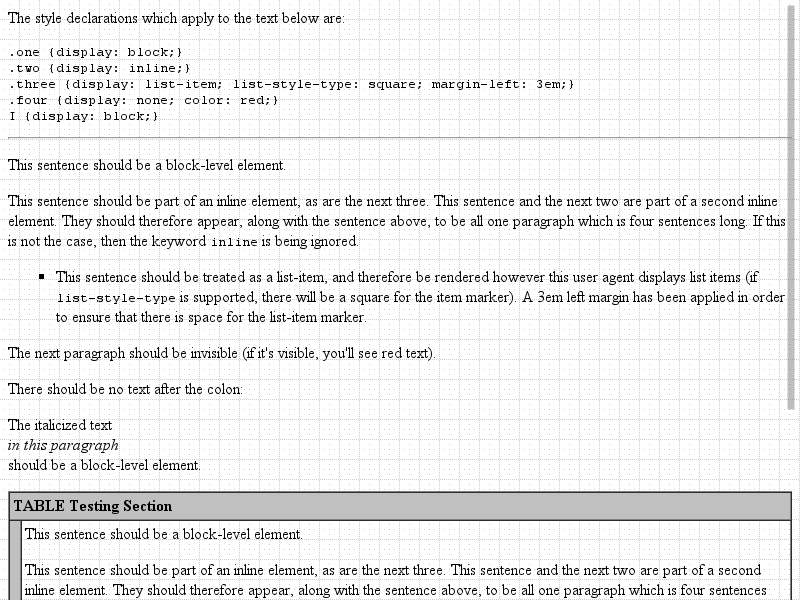 The style declarations which apply to the text below are:
.one {display: block;}
.two {display: inline;}
.three {display: list-item; list-style-type: square; margin-left: 3em;}
.four {display: none; color: red;}
I {display: block;}
This sentence should be a block-level element.
This sentence should be part of an inline element, as are the next three. This sentence and the next two are part of a second inline
element. They should therefore appear, along with the sentence above, to be all one paragraph which is four sentences long. If this
is not the case, then the keyword inline is being ignored.
This sentence should be treated as a list-item, and therefore be rendered however this user agent displays list items (if
list-style-type is supported, there will be a square for the item marker). A 3em left margin has been applied in order
to ensure that there is space for the list-item marker.
The next paragraph should be invisible (if it's visible, you'll see red text).
There should be no text after the colon:
The italicized text
in this paragraph
should be a block-level element.
TABLE Testing Section
This sentence should be a block-level element.
This sentence should be part of an inline element, as are the next three. This sentence and the next two are part of a second
inline element. They should therefore appear, along with the sentence above, to be all one paragraph which is four sentences